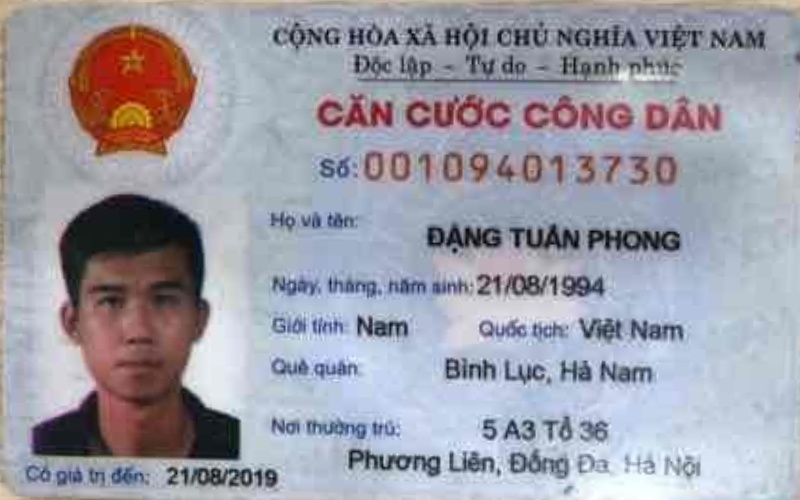 CỘNG HÒA XÃ HỘI CHỦ NGHĨA VIỆT NAM
Độc lập - Tự do - Hạnh phúc
CĂN CƯỚC CÔNG DÂN
Số: 001094013730
Họ và tên: ĐẶNG TUẤN PHONG
Ngày, tháng, năm sinh: 21/08/1994
Giới tính: Nam Quốc tịch: Việt Nam
Quê quán: Bình Lục, Hà Nam
Nơi thường trú: 5 A3 Tổ 36
Phương Liên, Đống Đa, Hà Nội
Có giá trị đến: 21/08/2019